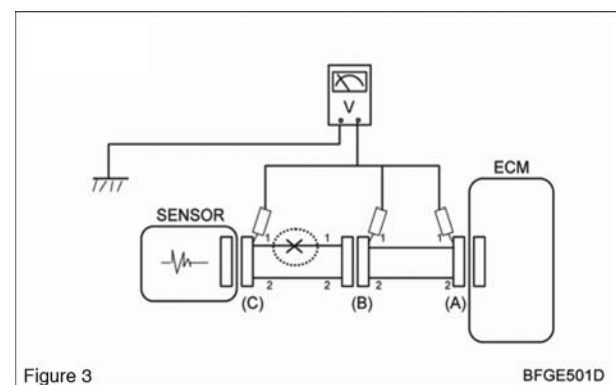 V
ECM
SENSOR
1 1 1 1
2 2 2 2
(C) (B) (A)
Figure 3
BFGE501D